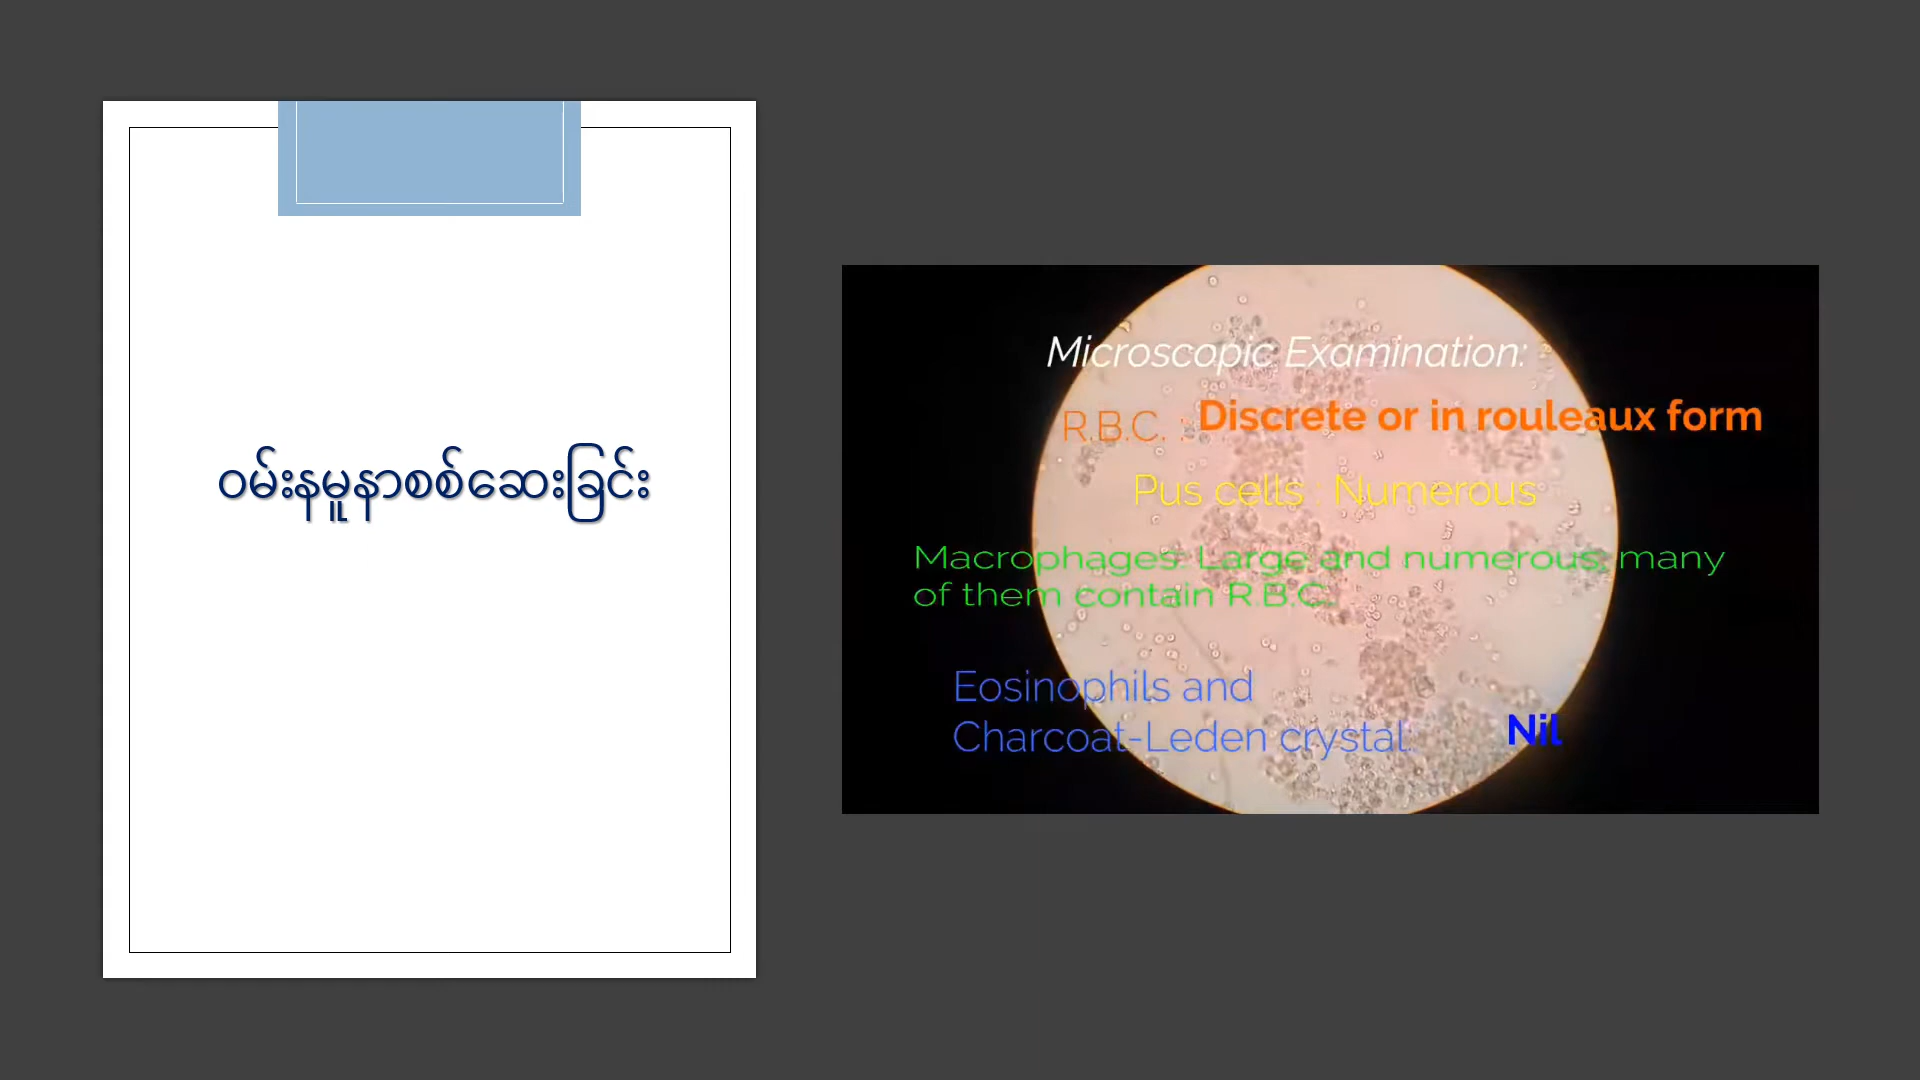 ဝမ်းနမူနာစစ်ဆေးခြင်း
Microscopic Examination:
R.B.C. : Discrete or in rouleaux form
Pus cells : Numerous
Macrophages: Large and numerous; many
of them contain R.B.C.
Eosinophils and
Charcoat-Leden crystal: Nil